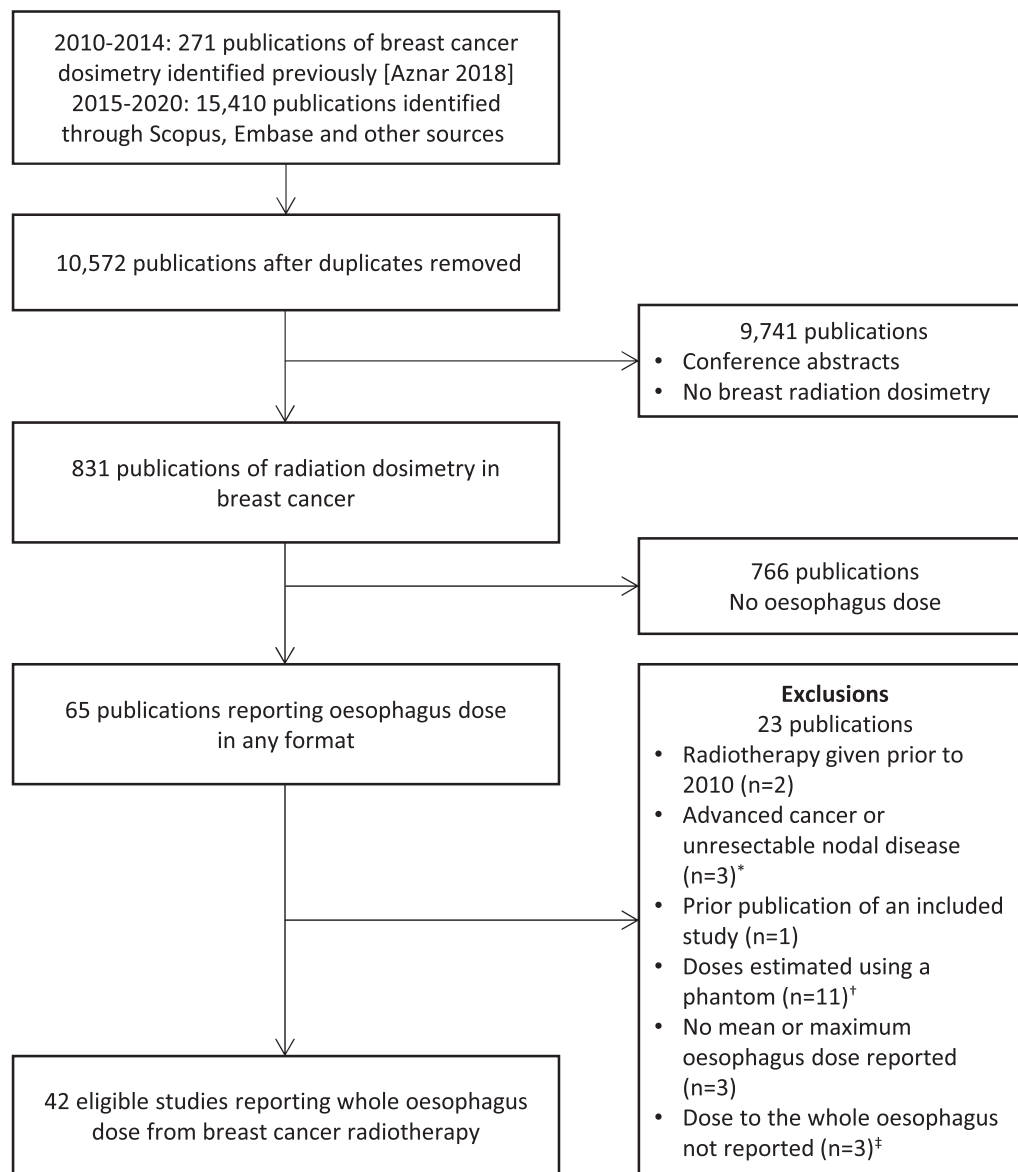 2010-2014: 271 publications of breast cancer
dosimetry identified previously [Aznar 2018]
2015-2020: 15,410 publications identified
through Scopus, Embase and other sources
10,572 publications after duplicates removed
9,741 publications
• Conference abstracts
• No breast radiation dosimetry
831 publications of radiation dosimetry in
breast cancer
766 publications
No oesophagus dose
65 publications reporting oesophagus dose
in any format
Exclusions
23 publications
• Radiotherapy given prior to
2010 (n=2)
• Advanced cancer or
unresectable nodal disease
(n=3)*
• Prior publication of an included
study (n=1)
• Doses estimated using a
phantom (n=11)†
• No mean or maximum
oesophagus dose reported
(n=3)
• Dose to the whole oesophagus
not reported (n=3)‡
42 eligible studies reporting whole oesophagus
dose from breast cancer radiotherapy